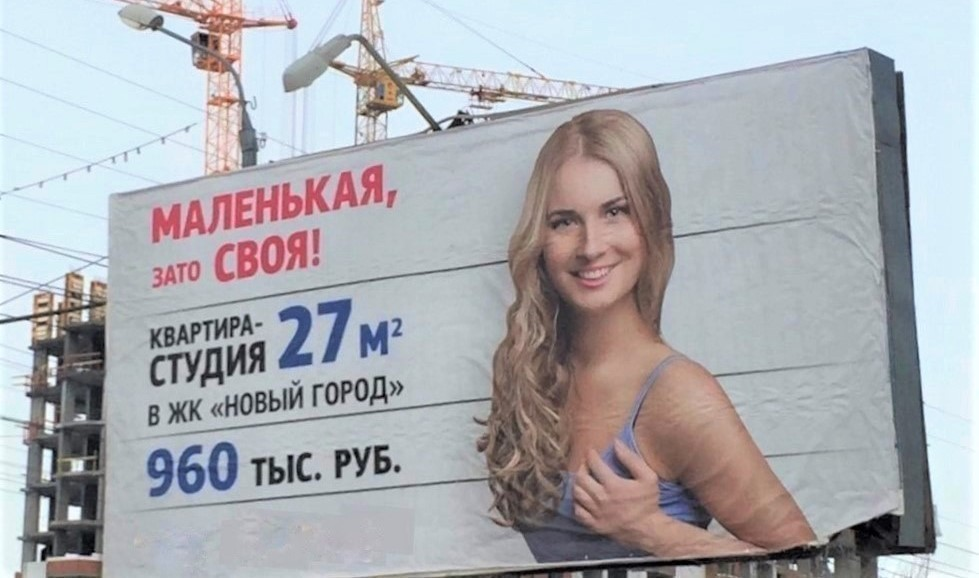 МАЛЕНЬКАЯ,
ЗАТО СВОЯ!
КВАРТИРА-
СТУДИЯ 27 М²
В ЖК «НОВЫЙ ГОРОД»
960 ТЫС. РУБ.